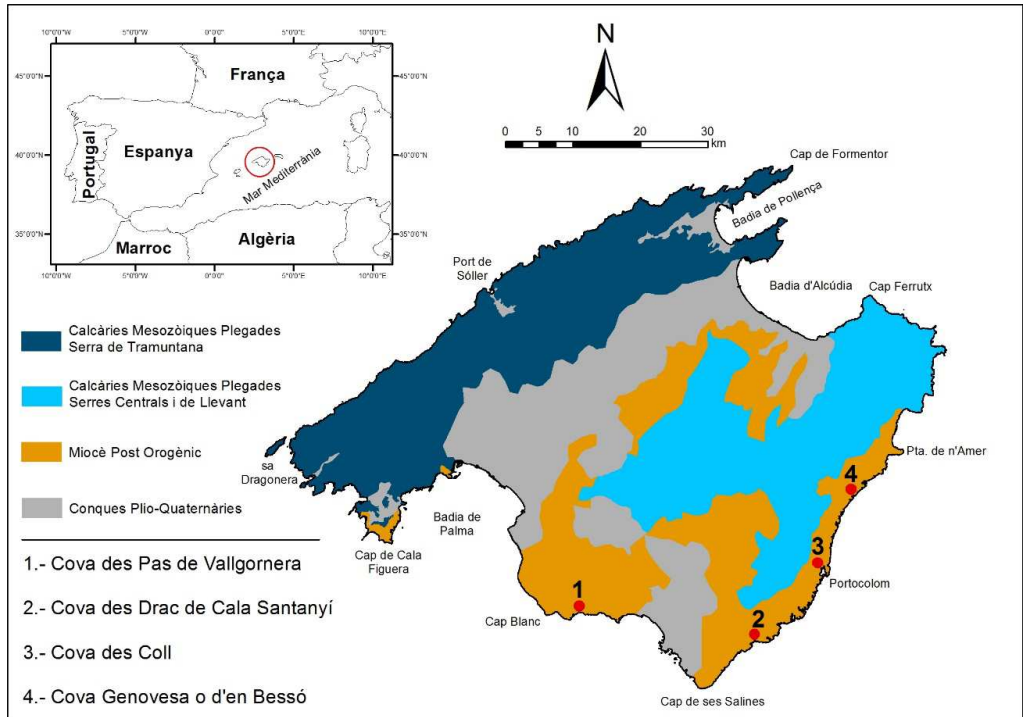 10°0'0"O 5°0'0"O 0°0'0" 5°0'0"E 10°0'0"E
45°0'0"N
40°0'0"N
35°0'0"N
45°0'0"N
40°0'0"N
35°0'0"N
10°0'0"O 5°0'0"O 0°0'0" 5°0'0"E 10°0'0"E
França
Portugal
Espanya
Mar Mediterrània
Marroc
Algèria
N
0 5 10 20 30
km
Cap de Formentor
Badia de Pollença
Port de
Sóller
Badia d'Alcúdia
Cap Ferrutx
Calcàries Mesozòiques Plegades
Serra de Tramuntana
Calcàries Mesozòiques Plegades
Serres Centrals i de Llevant
Miocè Post Orogènic
Conques Plio-Quaternàries
sa
Dragonera
Pta. de n'Amer
Badia de
Palma
Cap de Cala
Figuera
4
3
Portocolom
1
Cap Blanc
2
Cap de ses Salines
1.- Cova des Pas de Vallgornera
2.- Cova des Drac de Cala Santanyí
3.- Cova des Coll
4.- Cova Genovesa o d'en Bessó